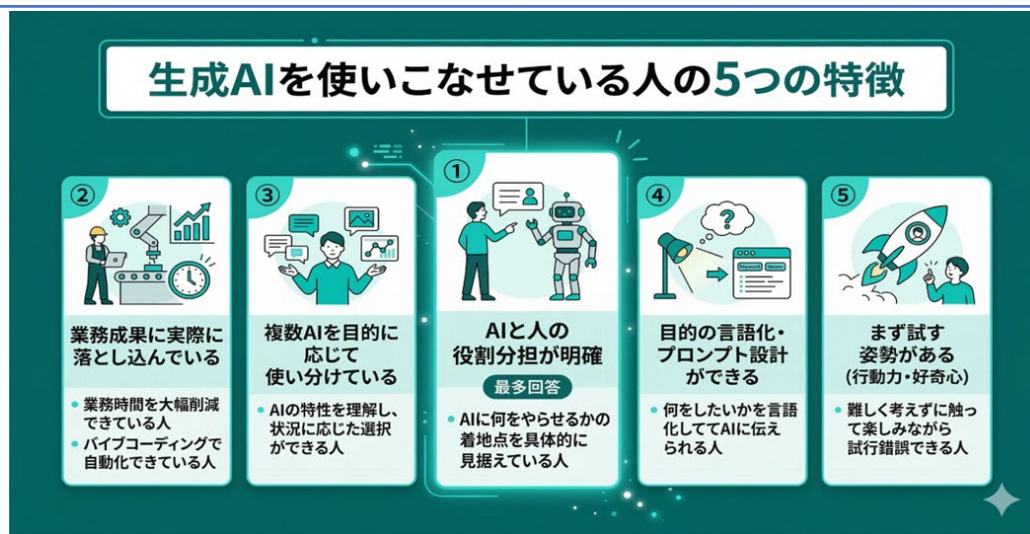 生成AIを使いこなせている人の5つの特徴
②
業務成果に実際に
落とし込んでいる
• 業務時間を大幅削減
できている人
• バイブコーディングで
自動化できている人
③
複数AIを目的に
応じて
使い分けている
• AIの特性を理解し、
状況に応じた選択
ができる人
①
AIと人の
役割分担が明確
最多回答
• AIに何をやらせるかの
着地点を具体的に
見据えている人
④
?
目的の言語化・
プロンプト設計
ができる
• 何をしたいかを言語
化しててAIに伝え
られる人
⑤
まず試す
姿勢がある
(行動力・好奇心)
• 難しく考えずに触っ
て楽しみながら
試行錯誤できる人